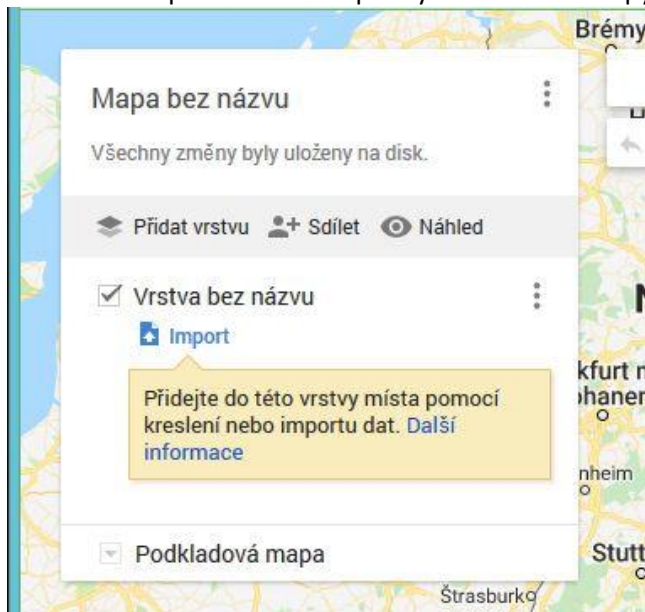 Brémy
Mapa bez názvu
Všechny změny byly uloženy na disk.
Přidat vrstvu Sdílet Náhled
Vrstva bez názvu
Import
Přidejte do této vrstvy místa pomocí
kreslení nebo importu dat. Další
informace
kfurt
nheim
Podkladová mapa
Stutt
Štrasburk